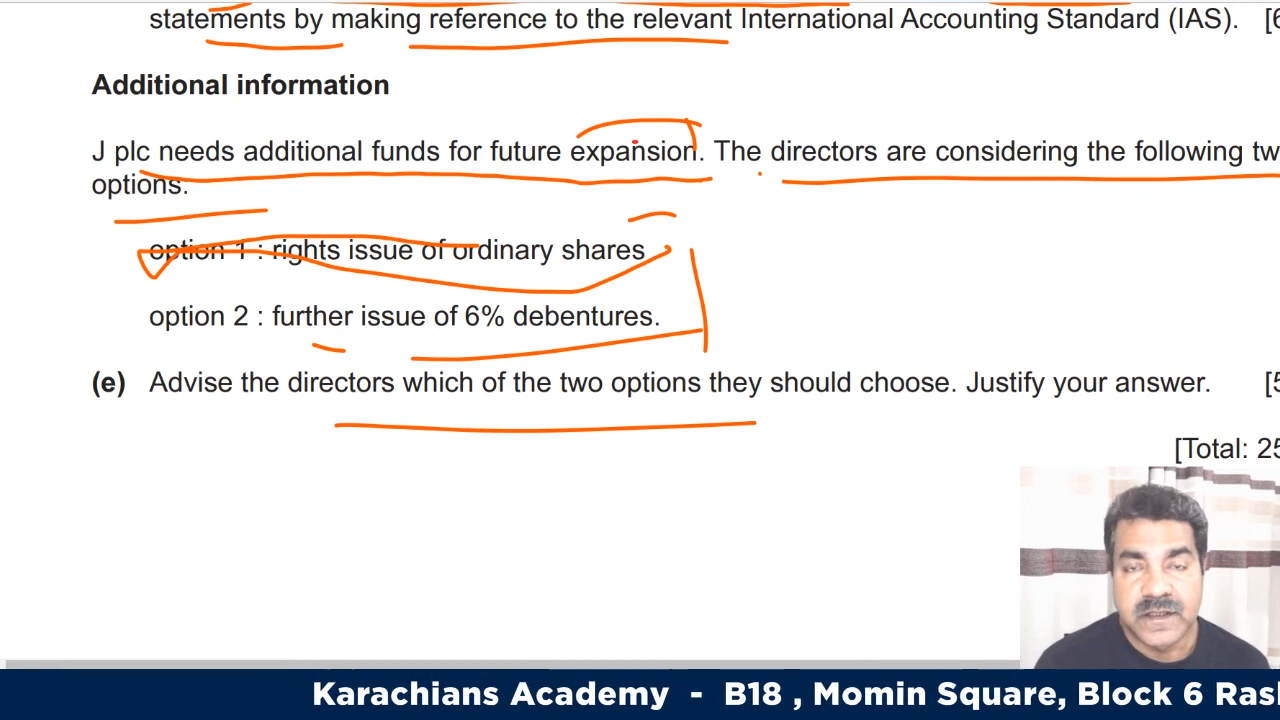 statements by making reference to the relevant International Accounting Standard (IAS). [6
Additional information
J plc needs additional funds for future expansion. The directors are considering the following tw
options.
option 1 : rights issue of ordinary shares
option 2 : further issue of 6% debentures.
(e) Advise the directors which of the two options they should choose. Justify your answer. [5
[Total: 25
Karachians Academy - B18 , Momin Square, Block 6 Ras